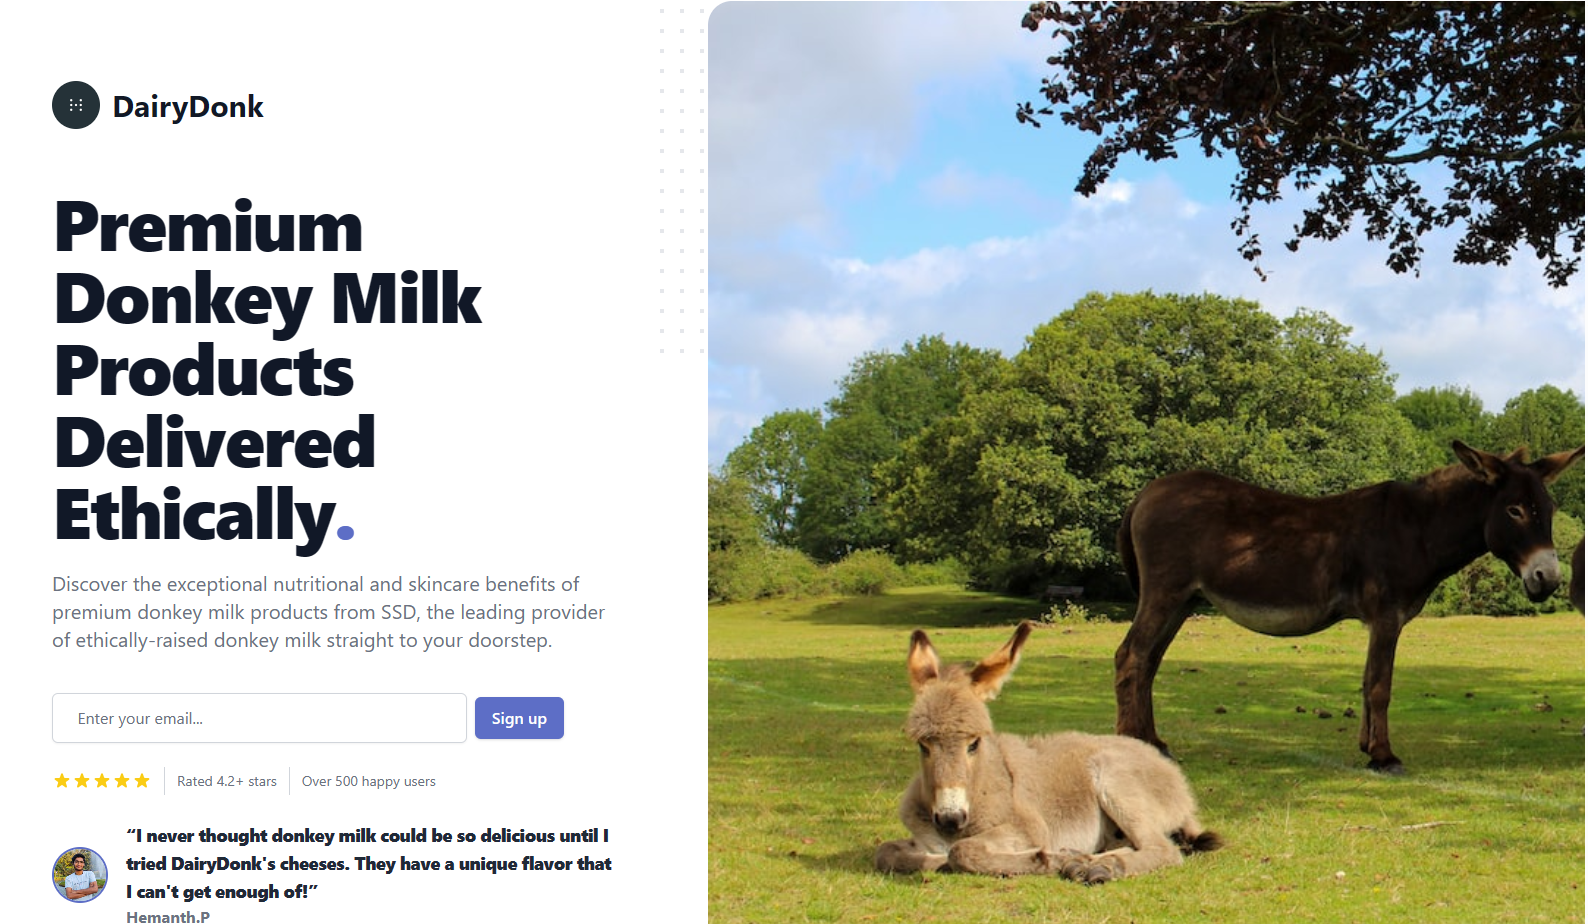 DairyDonk
Premium
Donkey Milk
Products
Delivered
Ethically.
Discover the exceptional nutritional and skincare benefits of
premium donkey milk products from SSD, the leading provider
of ethically-raised donkey milk straight to your doorstep.
Enter your email...
Sign up
Rated 4.2+ stars
Over 500 happy users
“I never thought donkey milk could be so delicious until I
tried DairyDonk's cheeses. They have a unique flavor that
I can't get enough of!”
Hemanth.P